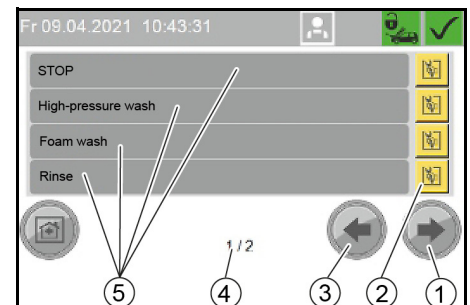 Fr 09.04.2021 10:43:31
STOP
High-pressure wash
Foam wash
Rinse
1/2
5 4 3 2 1